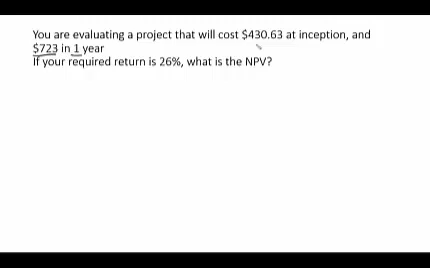 You are evaluating a project that will cost $430.63 at inception, and
$723 in 1 year
If your required return is 26%, what is the NPV?